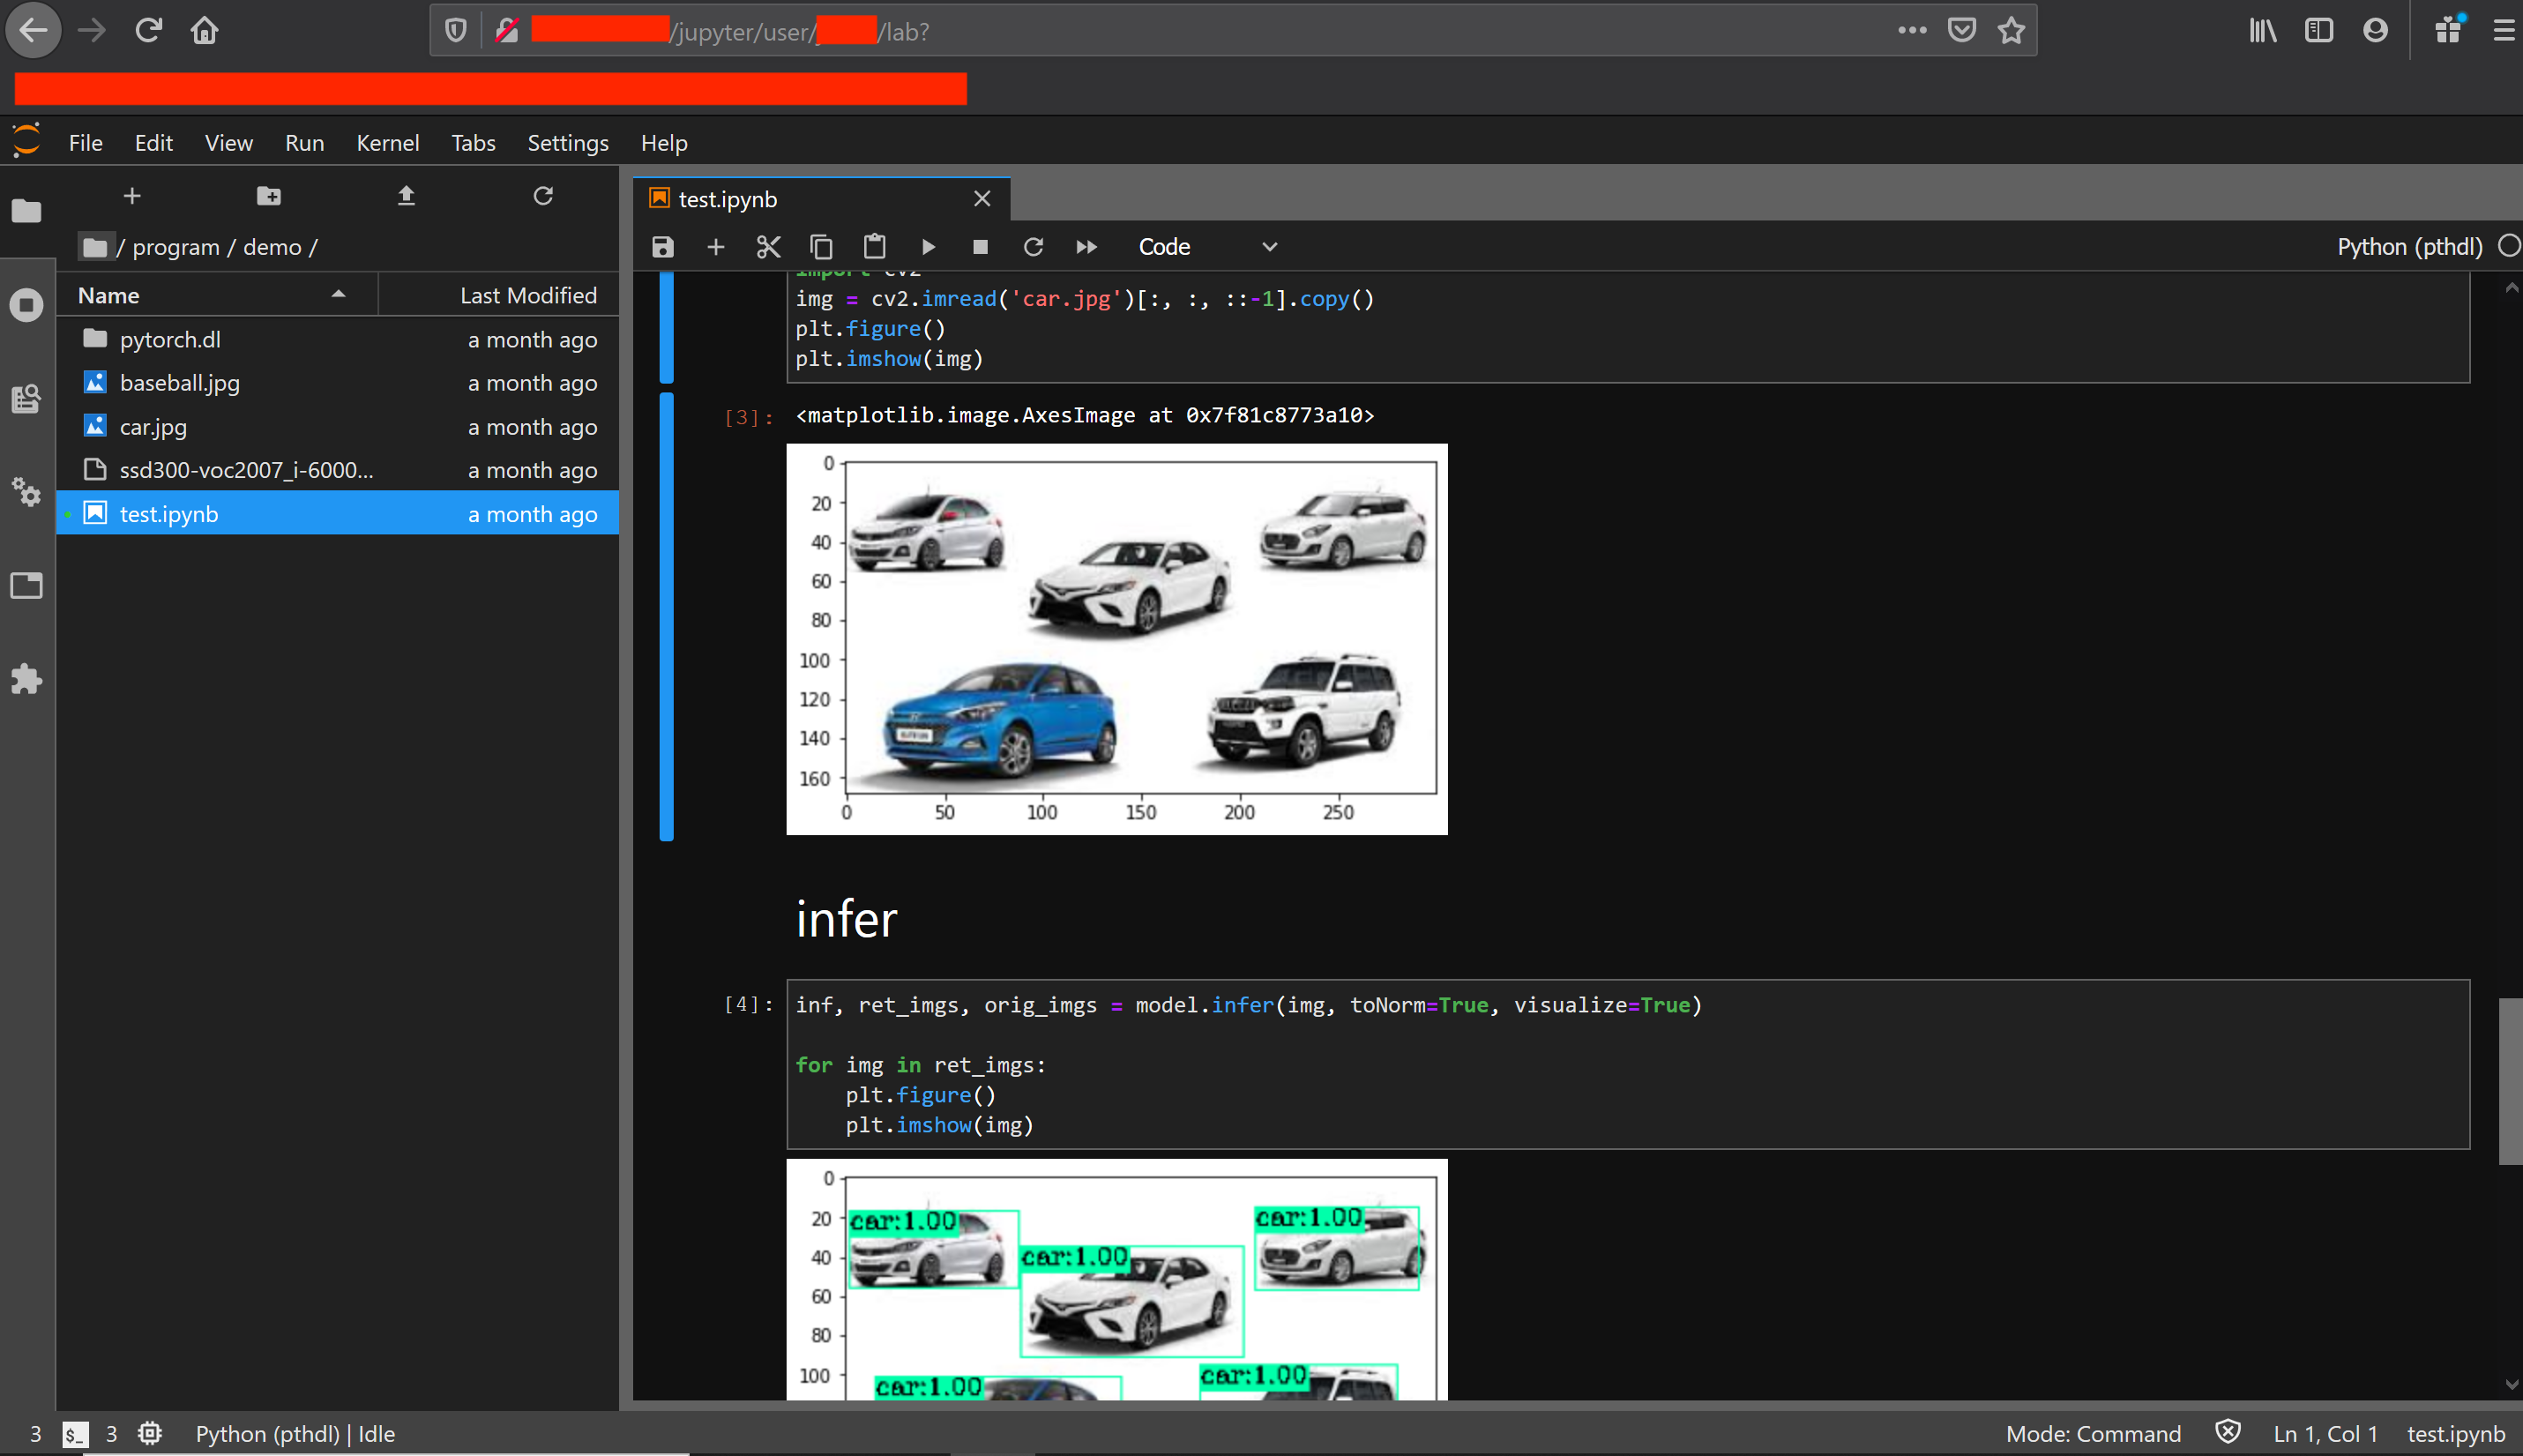 /jupyter/user/ /lab?
File Edit View Run Kernel Tabs Settings Help
/ program / demo /
Name Last Modified
pytorch.dl a month ago
baseball.jpg a month ago
car.jpg a month ago
ssd300-voc2007_i-6000... a month ago
test.ipynb a month ago
test.ipynb
Code
Python (pthdl)
import cv2
img = cv2.imread('car.jpg')[:, :, ::-1].copy()
plt.figure()
plt.imshow(img)
[3]: <matplotlib.image.AxesImage at 0x7f81c8773a10>
0
20
40
60
80
100
120
140
160
0 50 100 150 200 250
infer
[4]: inf, ret_imgs, orig_imgs = model.infer(img, toNorm=True, visualize=True)
for img in ret_imgs:
plt.figure()
plt.imshow(img)
0
20
40
60
80
100
car:1.00
car:1.00
car:1.00
car:1.00
car:1.00
3 $_ 3 Python (pthdl) | Idle Mode: Command Ln 1, Col 1 test.ipynb